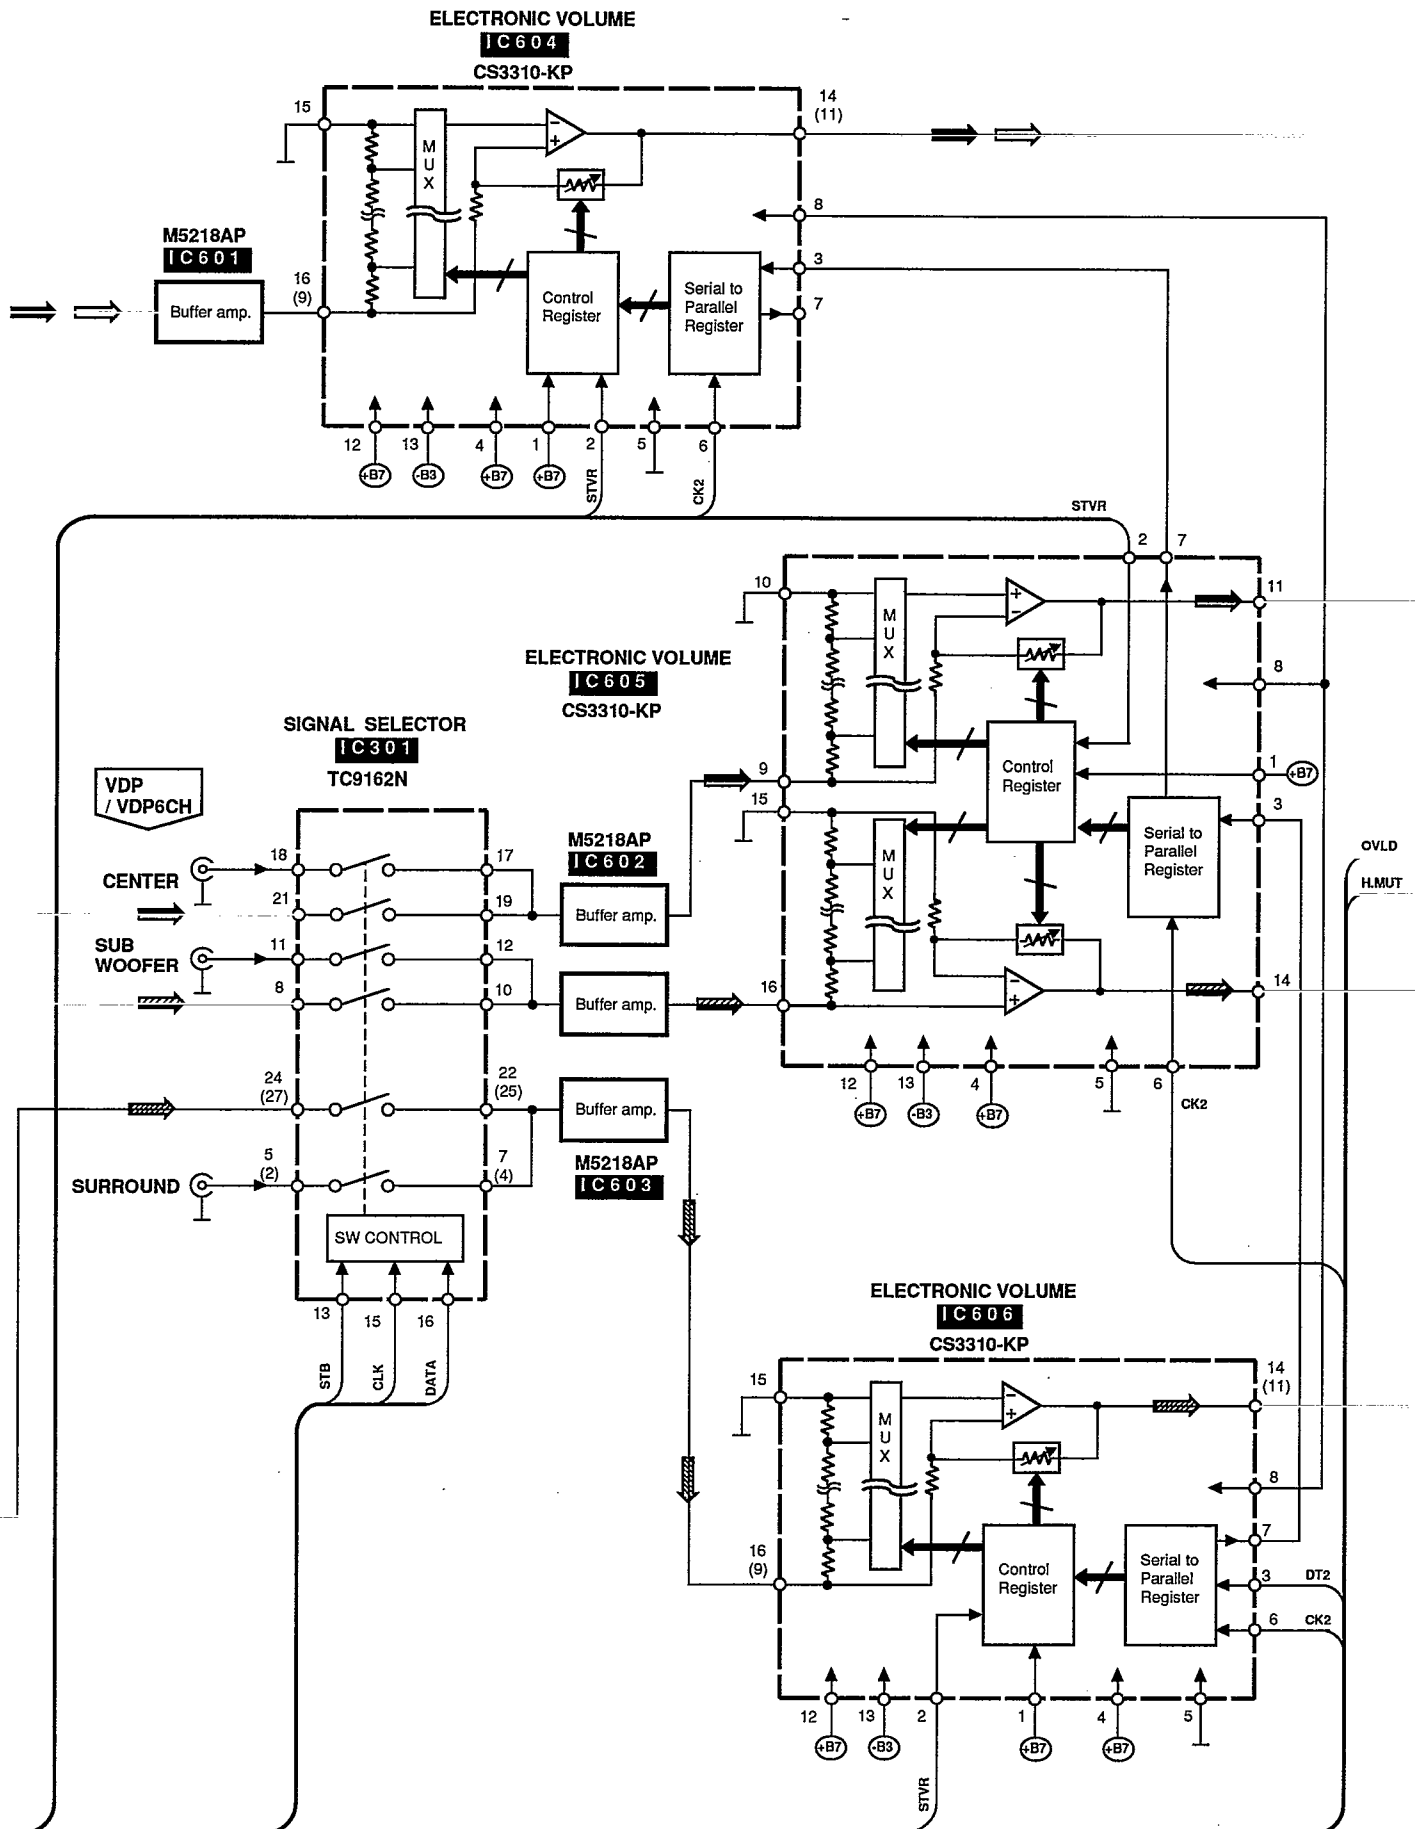 ELECTRONIC VOLUME
IC604
CS3310-KP
15
14
(11)
MUX
8
M5218AP
IC601
16
(9)
Buffer amp.
3
7
Control
Register
Serial to
Parallel
Register
12
13
4
1
2
5
6
+B7
-B3
+B7
+B7
STVR
CK2
STVR
2
7
10
11
MUX
ELECTRONIC VOLUME
IC605
CS3310-KP
8
SIGNAL SELECTOR
IC301
TC9162N
VDP
/ VDP6CH
9
15
Control
Register
1
+B7
3
Serial to
Parallel
Register
MUX
OVLD
H.MUT
M5218AP
IC602
CENTER
18
17
21
19
Buffer amp.
SUB
WOOFER
11
12
8
10
Buffer amp.
16
14
12
13
4
5
6
+B7
-B3
+B7
CK2
24
(27)
22
(25)
Buffer amp.
M5218AP
IC603
SURROUND
5
(2)
7
(4)
SW CONTROL
13
15
16
STB
CLK
DATA
ELECTRONIC VOLUME
IC606
CS3310-KP
15
14
(11)
MUX
8
7
16
(9)
Control
Register
Serial to
Parallel
Register
3
DT2
6
CK2
12
13
2
1
4
5
+B7
-B3
+B7
+B7
STVR